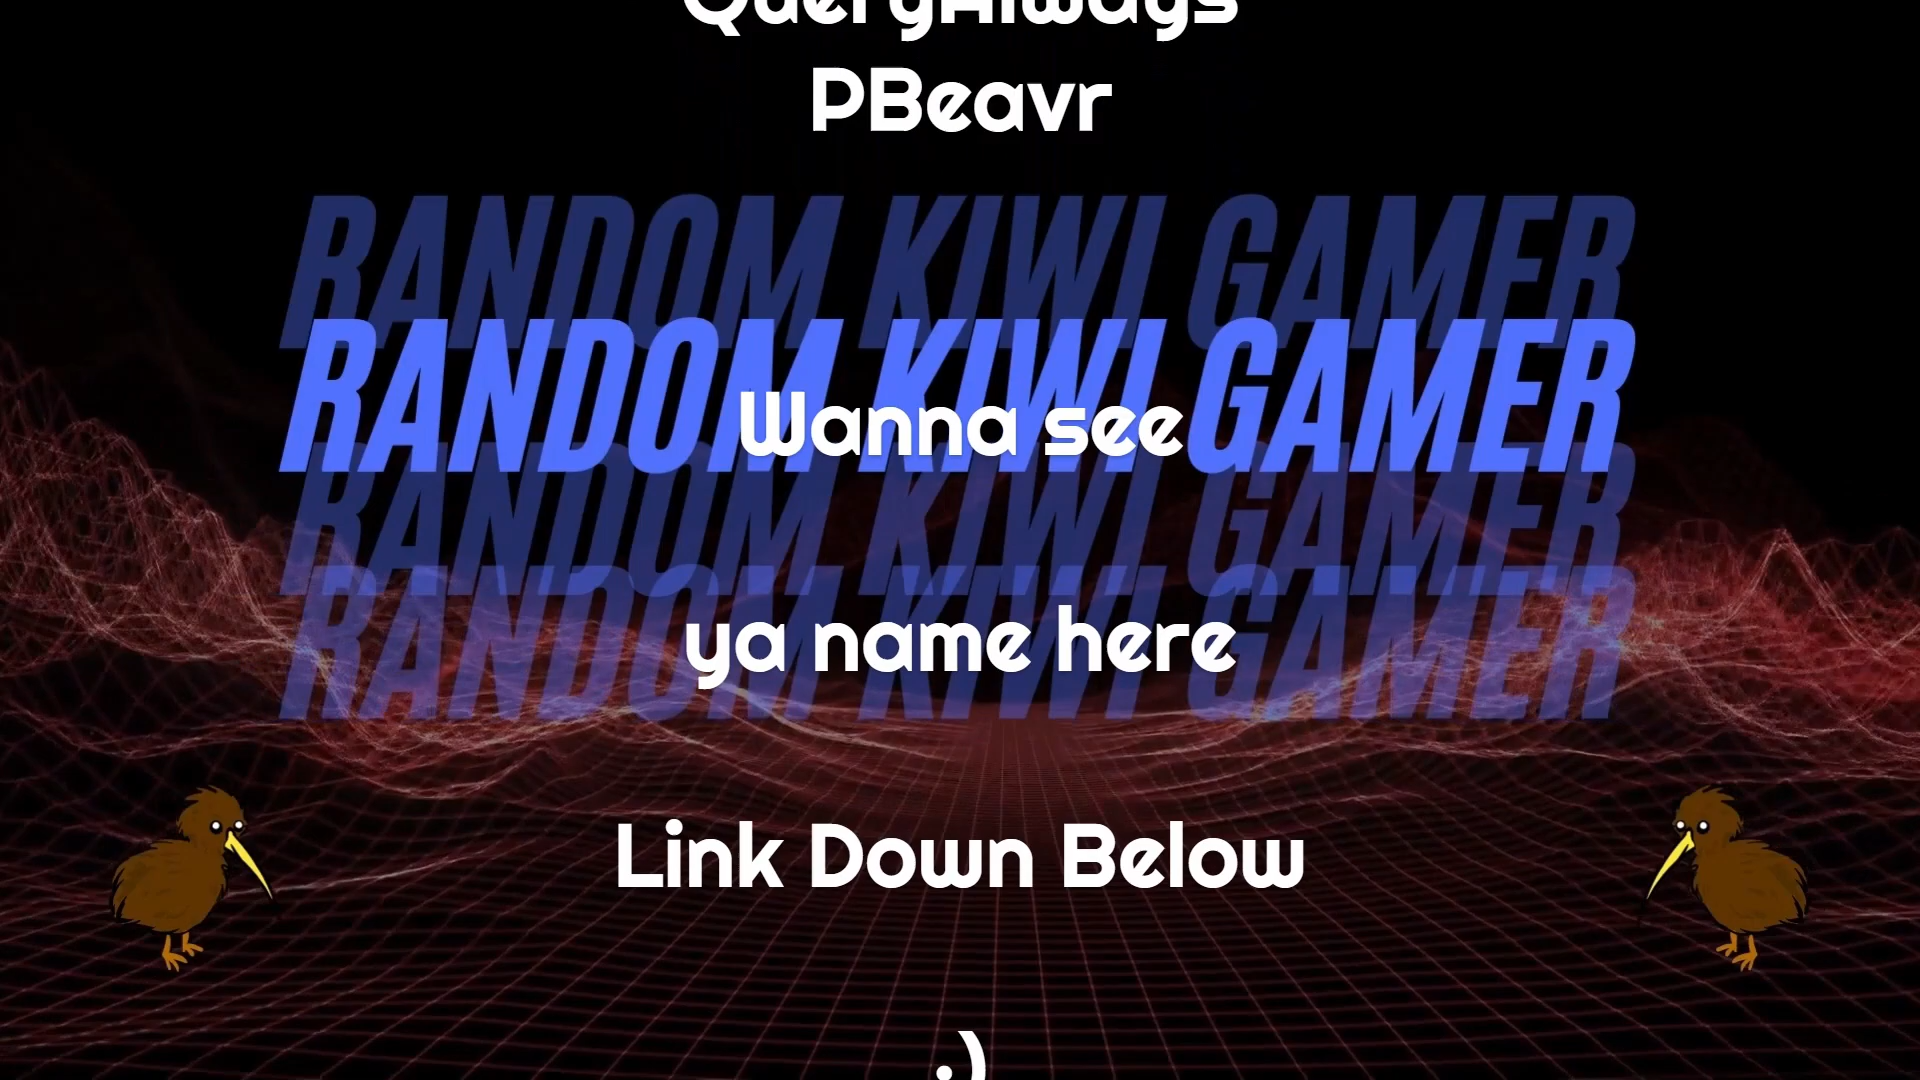 QueryAlways
PBeavr
RANDOM KIWI GAMER
RANDOM KIWI GAMER
Wanna see
RANDOM KIWI GAMER
RANDOM KIWI GAMER
ya name here
Link Down Below